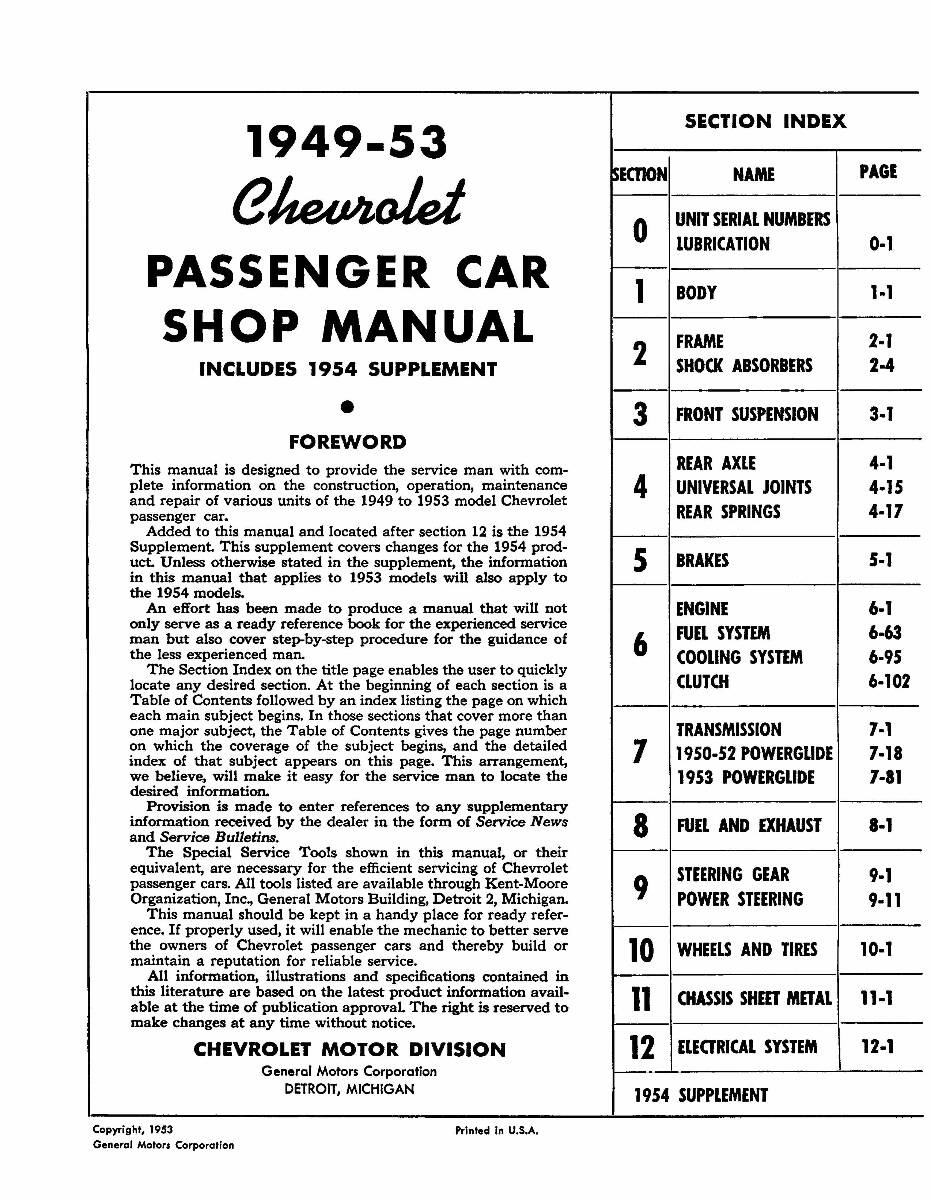 1949-53
Chevrolet
PASSENGER CAR
SHOP MANUAL
INCLUDES 1954 SUPPLEMENT
●
FOREWORD
This manual is designed to provide the service man with com-
plete information on the construction, operation, maintenance
and repair of various units of the 1949 to 1953 model Chevrolet
passenger car.
Added to this manual and located after section 12 is the 1954
Supplement. This supplement covers changes for the 1954 prod-
uct. Unless otherwise stated in the supplement, the information
in this manual that applies to 1953 models will also apply to
the 1954 models.
An effort has been made to produce a manual that will not
only serve as a ready reference book for the experienced service
man but also cover step-by-step procedure for the guidance of
the less experienced man.
The Section Index on the title page enables the user to quickly
locate any desired section. At the beginning of each section is a
Table of Contents followed by an index listing the page on which
each main subject begins. In those sections that cover more than
one major subject, the Table of Contents gives the page number
on which the coverage of the subject begins, and the detailed
index of that subject appears on this page. This arrangement,
we believe, will make it easy for the service man to locate the
desired information.
Provision is made to enter references to any supplementary
information received by the dealer in the form of Service News
and Service Bulletins.
The Special Service Tools shown in this manual, or their
equivalent, are necessary for the efficient servicing of Chevrolet
passenger cars. All tools listed are available through Kent-Moore
Organization, Inc., General Motors Building, Detroit 2, Michigan.
This manual should be kept in a handy place for ready refer-
ence. If properly used, it will enable the mechanic to better serve
the owners of Chevrolet passenger cars and thereby build or
maintain a reputation for reliable service.
All information, illustrations and specifications contained in
this literature are based on the latest product information avail-
able at the time of publication approval. The right is reserved to
make changes at any time without notice.
CHEVROLET MOTOR DIVISION
General Motors Corporation
DETROIT, MICHIGAN
SECTION INDEX
SECTION NAME PAGE
0 UNIT SERIAL NUMBERS
LUBRICATION 0-1
1 BODY 1-1
2 FRAME 2-1
SHOCK ABSORBERS 2-4
3 FRONT SUSPENSION 3-1
4 REAR AXLE 4-1
UNIVERSAL JOINTS 4-15
REAR SPRINGS 4-17
5 BRAKES 5-1
6 ENGINE 6-1
FUEL SYSTEM 6-63
COOLING SYSTEM 6-95
CLUTCH 6-102
7 TRANSMISSION 7-1
1950-52 POWERGLIDE 7-18
1953 POWERGLIDE 7-81
8 FUEL AND EXHAUST 8-1
9 STEERING GEAR 9-1
POWER STEERING 9-11
10 WHEELS AND TIRES 10-1
11 CHASSIS SHEET METAL 11-1
12 ELECTRICAL SYSTEM 12-1
1954 SUPPLEMENT
Copyright, 1953
General Motors Corporation
Printed in U.S.A.